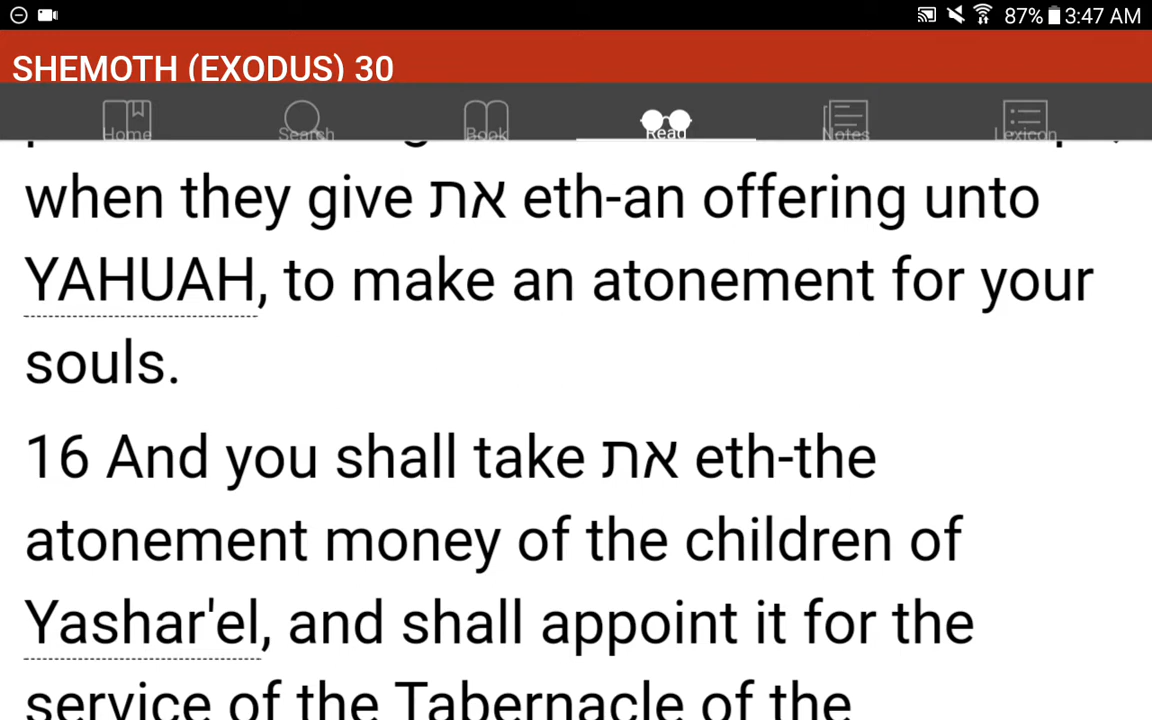 87% 3:47 AM
SHEMOTH (EXODUS) 30
Home Search Book Read Notes Lexicon
when they give את eth-an offering unto
YAHUAH, to make an atonement for your
souls.
16 And you shall take את eth-the
atonement money of the children of
Yashar'el, and shall appoint it for the
service of the Tabernacle of the